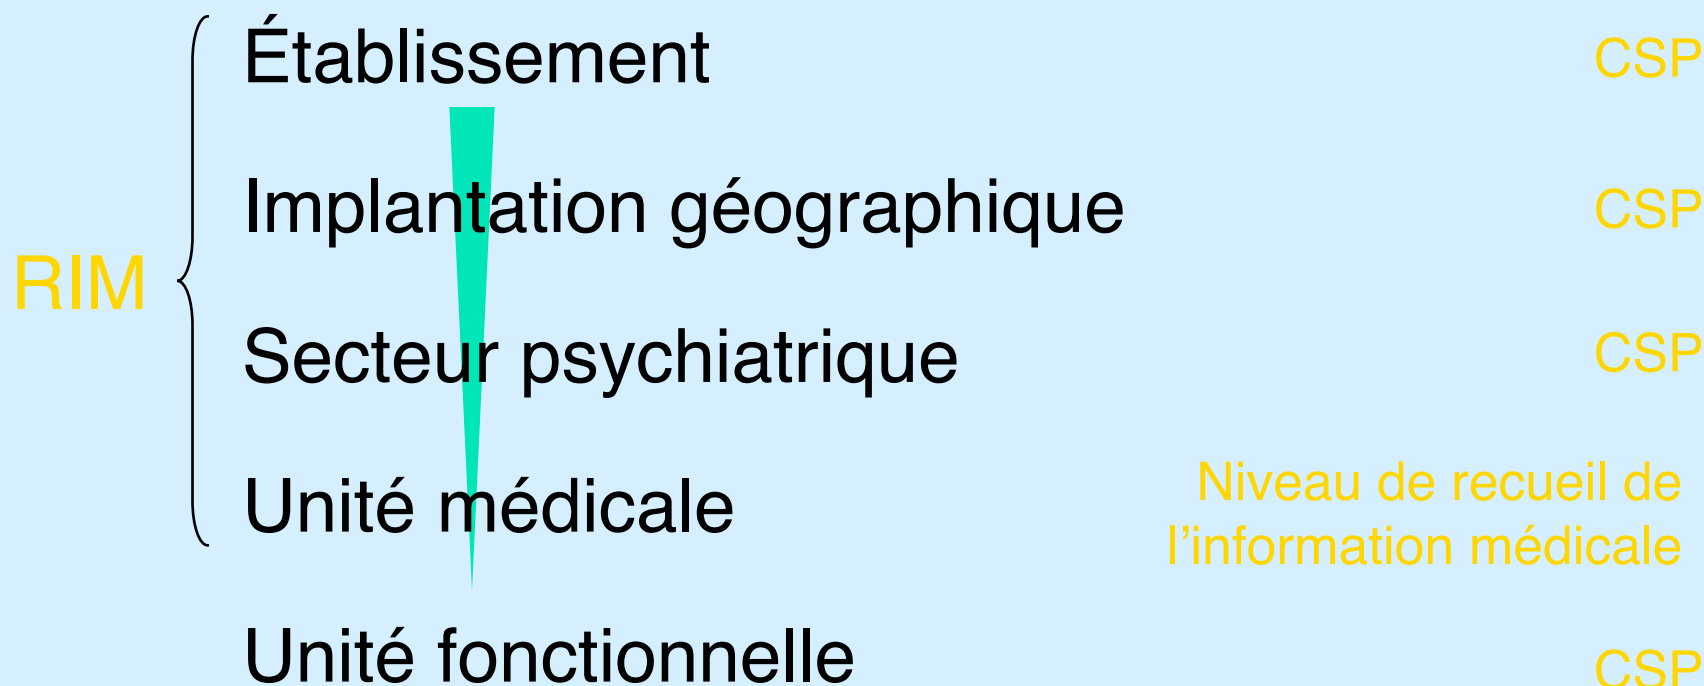 Établissement CSP
Implantation géographique CSP
RIM
Secteur psychiatrique CSP
Unité médicale
Niveau de recueil de
l’information médicale
Unité fonctionnelle CSP